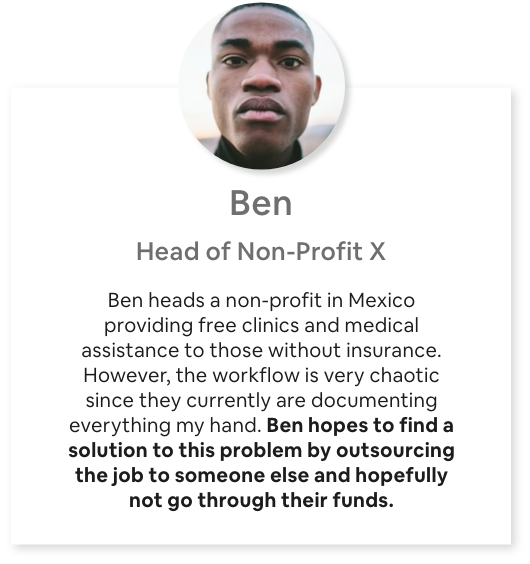 Ben
Head of Non-Profit X
Ben heads a non-profit in Mexico
providing free clinics and medical
assistance to those without insurance.
However, the workflow is very chaotic
since they currently are documenting
everything my hand. Ben hopes to find a
solution to this problem by outsourcing
the job to someone else and hopefully
not go through their funds.